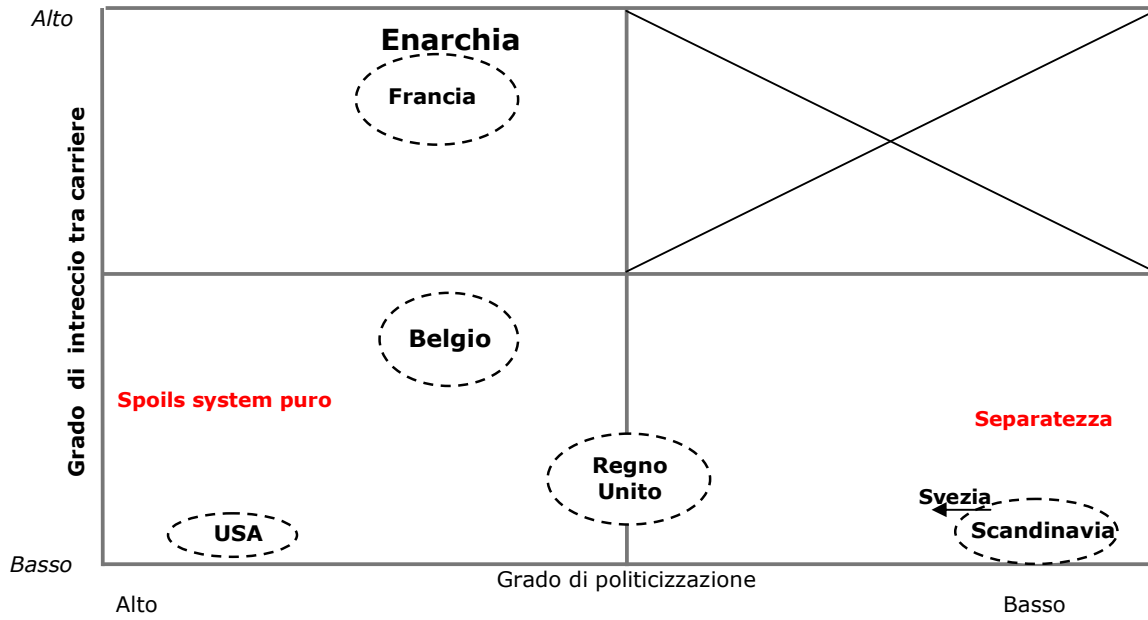 Alto
Enarchia
Francia
Grado di intreccio tra carriere
Belgio
Spoils system puro
Separatezza
Regno
Unito
Svezia
USA
Scandinavia
Basso
Grado di politicizzazione
Alto
Basso